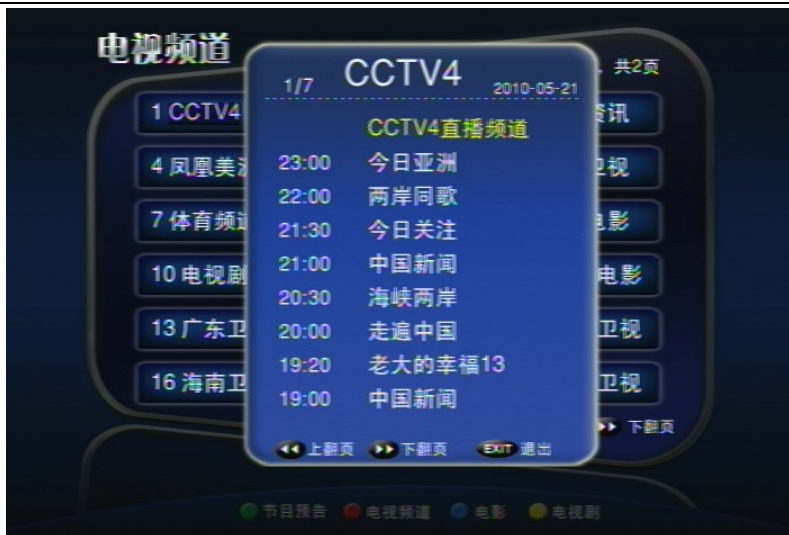 电视频道
共2页
1/7 CCTV4 2010-05-21
CCTV4直播频道
23:00 今日亚洲
22:00 两岸同歌
21:30 今日关注
21:00 中国新闻
20:30 海峡两岸
20:00 走遍中国
19:20 老大的幸福13
19:00 中国新闻
上翻页 下翻页 EXIT 退出
1 CCTV4
资讯
4 凤凰美
卫视
7 体育频
电影
10 电视剧
电影
13 广东卫
卫视
16 海南卫
卫视
下翻页
节目预告 电视频道 电影 电视剧